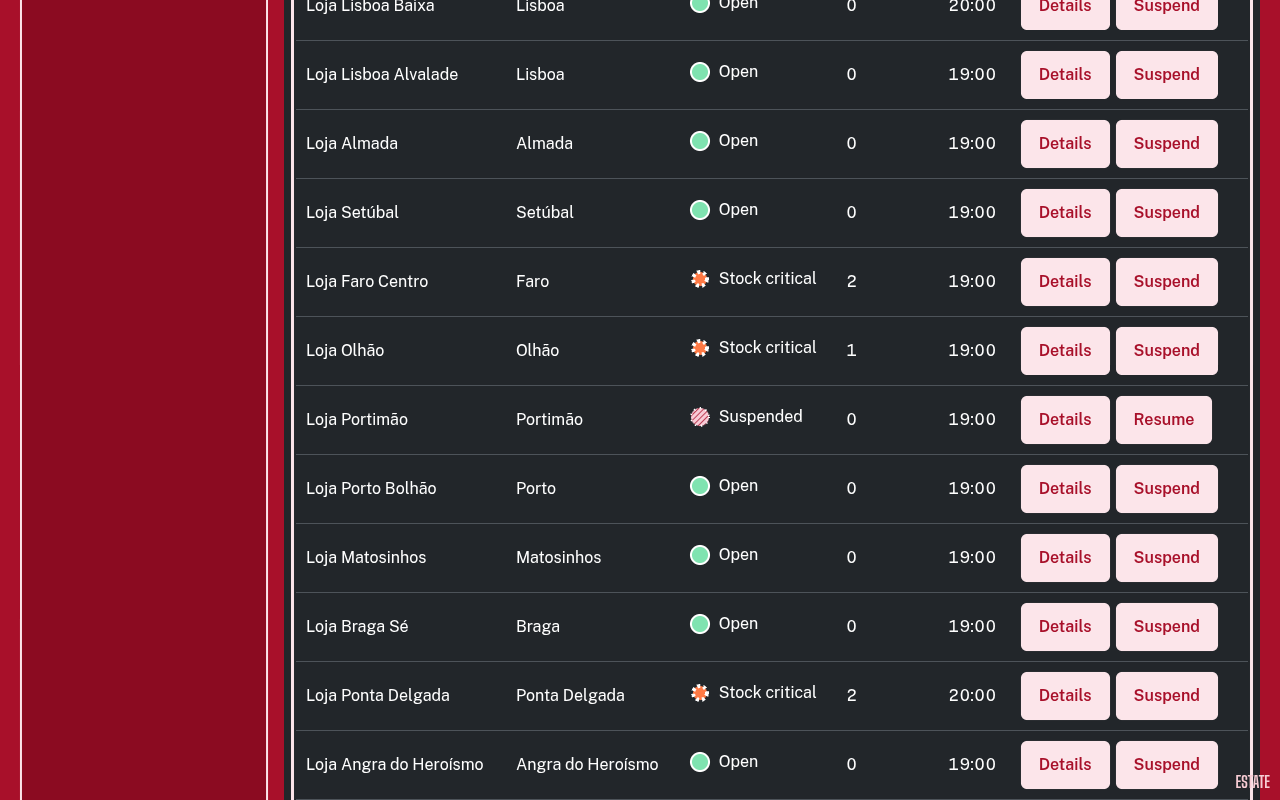 Loja Lisboa Baixa Lisboa Open 0 20:00 Details Suspend
Loja Lisboa Alvalade Lisboa Open 0 19:00 Details Suspend
Loja Almada Almada Open 0 19:00 Details Suspend
Loja Setúbal Setúbal Open 0 19:00 Details Suspend
Loja Faro Centro Faro Stock critical 2 19:00 Details Suspend
Loja Olhão Olhão Stock critical 1 19:00 Details Suspend
Loja Portimão Portimão Suspended 0 19:00 Details Resume
Loja Porto Bolhão Porto Open 0 19:00 Details Suspend
Loja Matosinhos Matosinhos Open 0 19:00 Details Suspend
Loja Braga Sé Braga Open 0 19:00 Details Suspend
Loja Ponta Delgada Ponta Delgada Stock critical 2 20:00 Details Suspend
Loja Angra do Heroísmo Angra do Heroísmo Open 0 19:00 Details Suspend
ESTATE